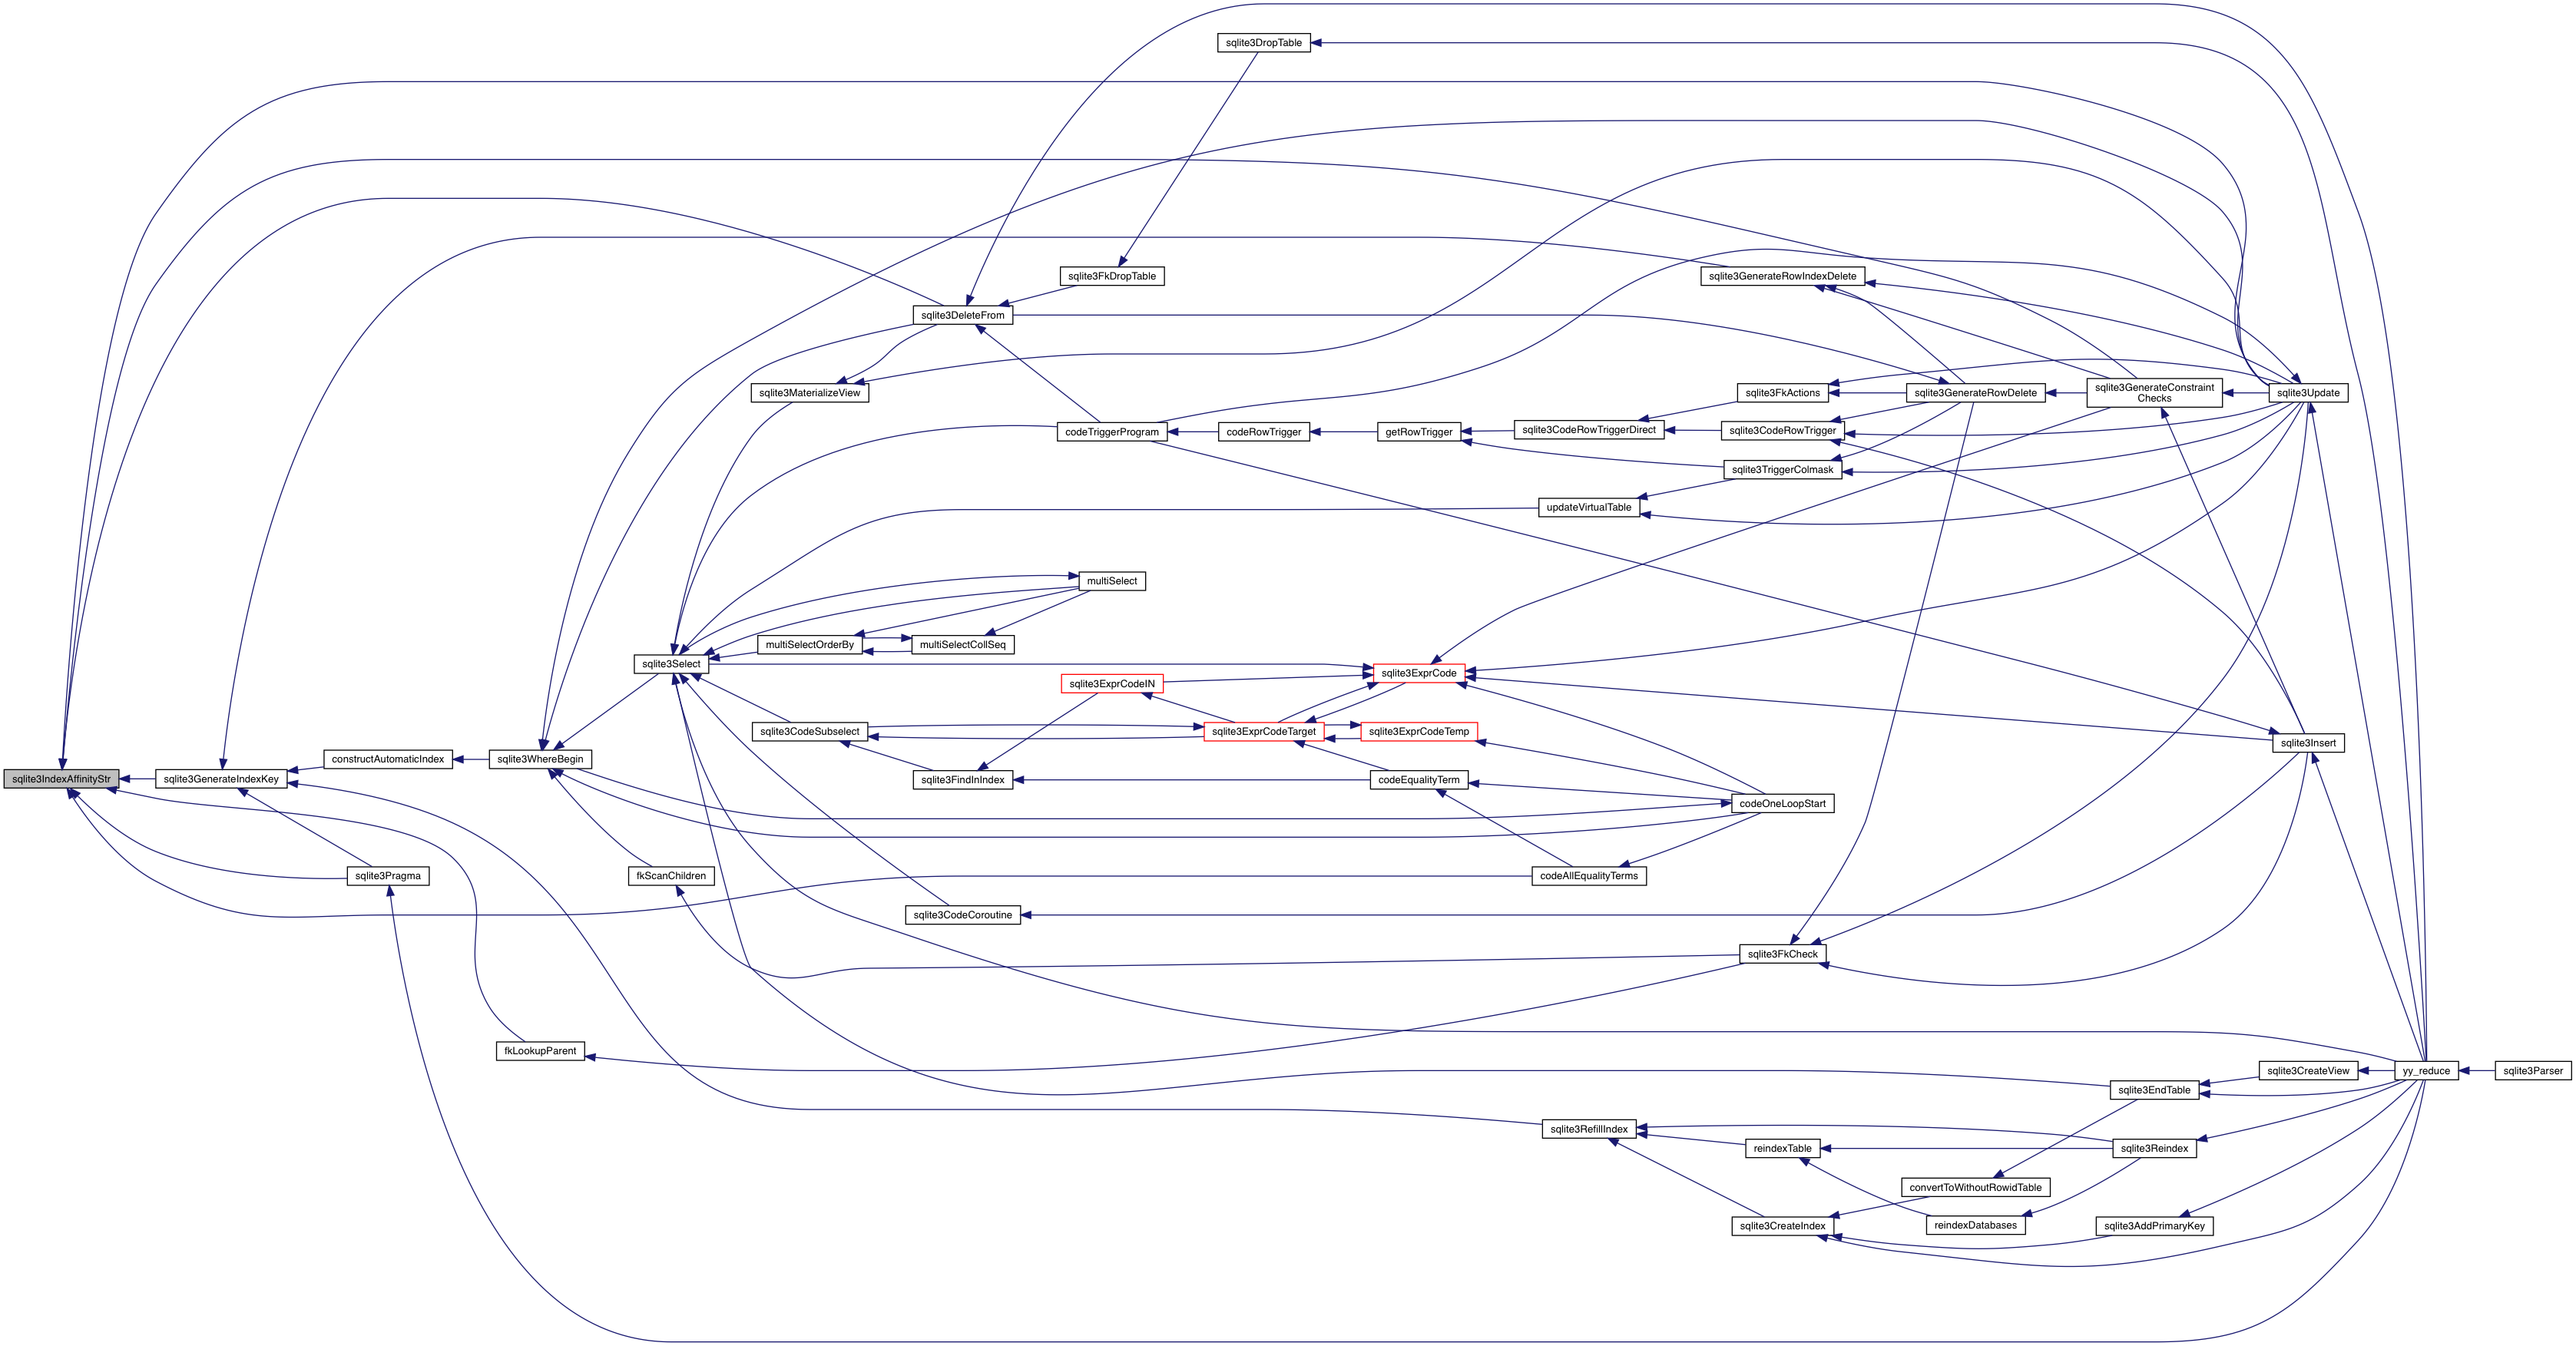 sqlite3DropTable
sqlite3FkDropTable
sqlite3GenerateRowIndexDelete
sqlite3DeleteFrom
sqlite3MaterializeView
sqlite3FkActions
sqlite3GenerateRowDelete
sqlite3GenerateConstraint
Checks
sqlite3Update
codeTriggerProgram
codeRowTrigger
getRowTrigger
sqlite3CodeRowTriggerDirect
sqlite3CodeRowTrigger
sqlite3TriggerColmask
updateVirtualTable
multiSelect
multiSelectOrderBy
multiSelectCollSeq
sqlite3Select
sqlite3ExprCode
sqlite3ExprCodeIN
sqlite3CodeSubselect
sqlite3ExprCodeTarget
sqlite3ExprCodeTemp
sqlite3Insert
sqlite3IndexAffinityStr
sqlite3GenerateIndexKey
constructAutomaticIndex
sqlite3WhereBegin
sqlite3FindInIndex
codeEqualityTerm
codeOneLoopStart
sqlite3Pragma
fkScanChildren
codeAllEqualityTerms
sqlite3CodeCoroutine
sqlite3FkCheck
fkLookupParent
sqlite3CreateView
yy_reduce
sqlite3Parser
sqlite3EndTable
sqlite3RefillIndex
reindexTable
sqlite3Reindex
convertToWithoutRowidTable
sqlite3CreateIndex
reindexDatabases
sqlite3AddPrimaryKey